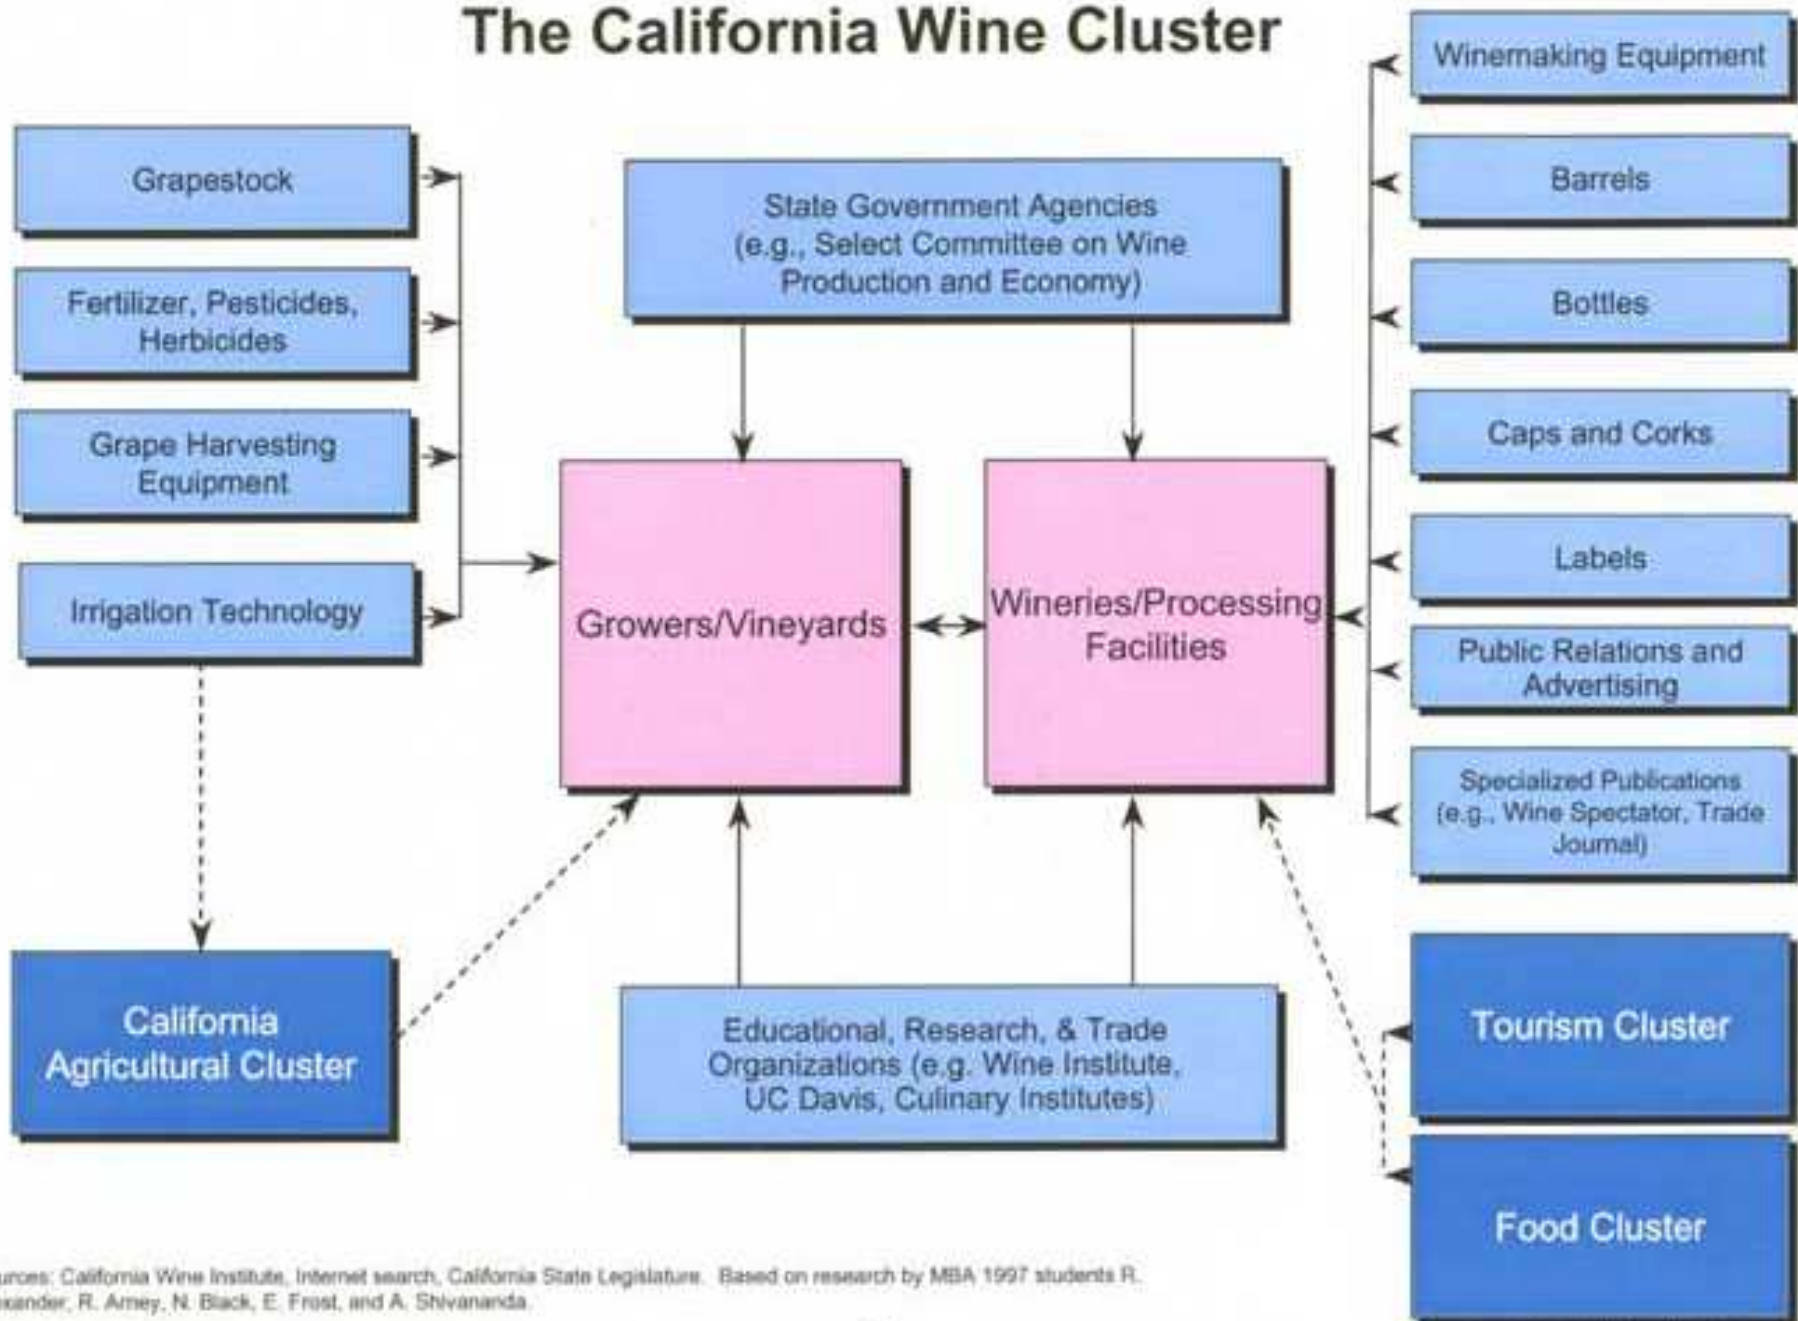 The California Wine Cluster
Grapestock
Fertilizer, Pesticides,
Herbicides
Grape Harvesting
Equipment
Irrigation Technology
State Government Agencies
(e.g., Select Committee on Wine
Production and Economy)
Growers/Vineyards
Wineries/Processing
Facilities
Winemaking Equipment
Barrels
Bottles
Caps and Corks
Labels
Public Relations and
Advertising
Specialized Publications
(e.g., Wine Spectator, Trade
Journal)
California
Agricultural Cluster
Educational, Research, & Trade
Organizations (e.g. Wine Institute,
UC Davis, Culinary Institutes)
Tourism Cluster
Food Cluster
urces: California Wine Institute, Internet search, California State Legislature. Based on research by MBA 1997 students R.
xander, R. Arney, N. Black, E. Frost, and A. Shivananda.